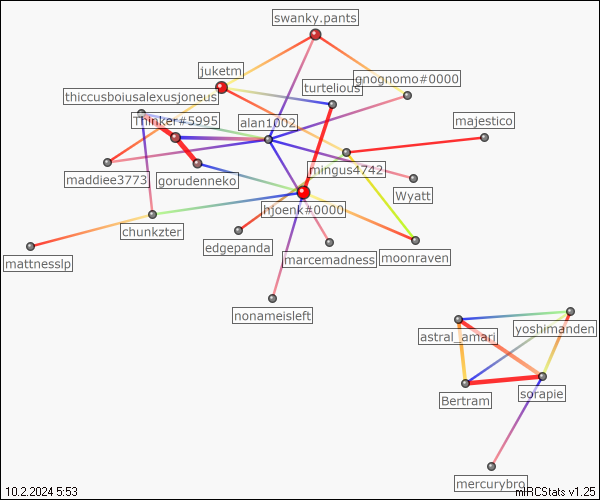 swanky.pants
juketm
gnognomo#0000
turtelious
thiccusboiusalexusjoneus
Thinker#5995
alan1002
majestico
mingus4742
maddiee3773
gorudenneko
Wyatt
hjoenk#0000
chunkzter
edgepanda
marcemadness
moonraven
mattnesslp
nonameisleft
astral_amari
yoshimanden
Bertram
sorapie
mercurybro
10.2.2024 5:53
mIRCStats v1.25